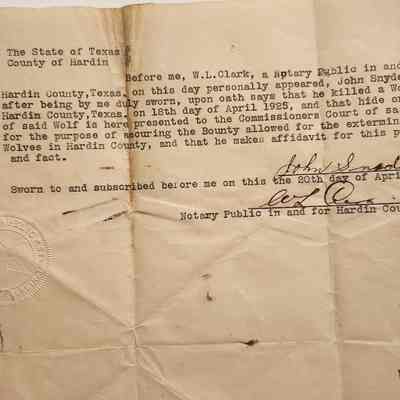 The State of Texas
County of Hardin
Before me, W.L.Clark, a Notary Public in and
Hardin County,Texas. on this day personally appeared, John Snyde
after being by me duly sworn, upon oath says that he killed a Wo
Hardin County,Texas. on 18th day of April 1925, and that hide on
of said Wolf is here presented to the Commissioners Court of sa
for the purpose of securing the Bounty allowed for the extermin
Wolves in Hardin County, and that he makes affidavit for this p
and fact.
John
Sworn to and subscribed before me on this the 20th day of Apri
Notary Public in and for Hardin Cou